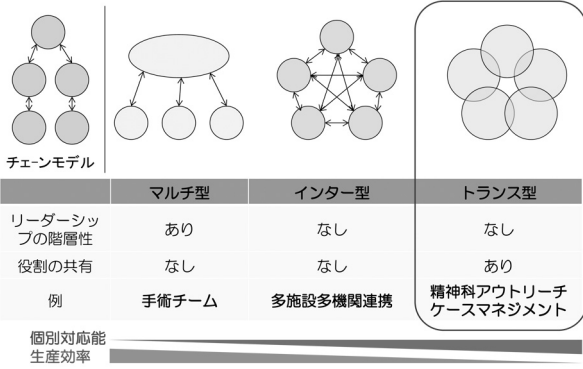 チェーンモデル
マルチ型 インター型 トランス型
リーダーシッ
プの階層性 あり なし なし
役割の共有 なし なし あり
例 手術チーム 多施設多機関連携 精神科アウトリーチ
ケースマネジメント
個別対応能
生産効率